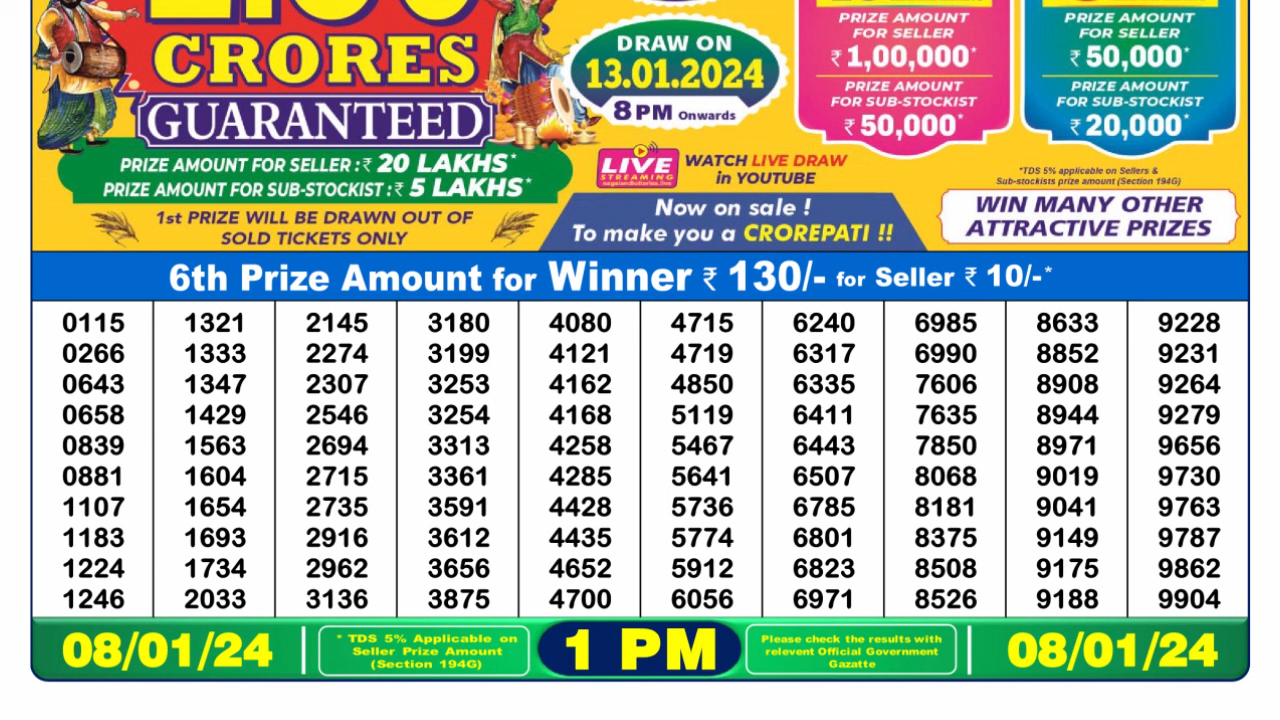 CRORES
GUARANTEED
PRIZE AMOUNT FOR SELLER :₹ 20 LAKHS*
PRIZE AMOUNT FOR SUB-STOCKIST :₹ 5 LAKHS*
1st PRIZE WILL BE DRAWN OUT OF
SOLD TICKETS ONLY
DRAW ON
13.01.2024
8 PM Onwards
LIVE
STREAMING
nagalandlotteries.live
WATCH LIVE DRAW
in YOUTUBE
Now on sale !
To make you a CROREPATI !!
PRIZE AMOUNT
FOR SELLER
₹ 1,00,000*
PRIZE AMOUNT
FOR SUB-STOCKIST
₹ 50,000*
PRIZE AMOUNT
FOR SELLER
₹ 50,000*
PRIZE AMOUNT
FOR SUB-STOCKIST
₹ 20,000*
*TDS 5% applicable on Sellers &
Sub-stockists prize amount (Section 194G)
WIN MANY OTHER
ATTRACTIVE PRIZES
6th Prize Amount for Winner ₹ 130/- for Seller ₹ 10/-*
0115 1321 2145 3180 4080 4715 6240 6985 8633 9228
0266 1333 2274 3199 4121 4719 6317 6990 8852 9231
0643 1347 2307 3253 4162 4850 6335 7606 8908 9264
0658 1429 2546 3254 4168 5119 6411 7635 8944 9279
0839 1563 2694 3313 4258 5467 6443 7850 8971 9656
0881 1604 2715 3361 4285 5641 6507 8068 9019 9730
1107 1654 2735 3591 4428 5736 6785 8181 9041 9763
1183 1693 2916 3612 4435 5774 6801 8375 9149 9787
1224 1734 2962 3656 4652 5912 6823 8508 9175 9862
1246 2033 3136 3875 4700 6056 6971 8526 9188 9904
08/01/24
* TDS 5% Applicable on
Seller Prize Amount
(Section 194G)
1 PM
Please check the results with
relevent Official Government
Gazatte
08/01/24